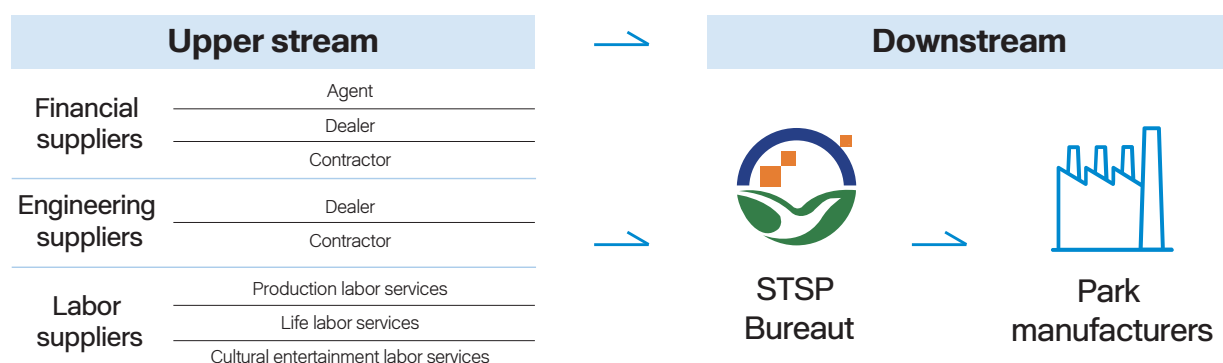 Upper stream
Downstream
Financial
suppliers
Agent
Dealer
Contractor
Engineering
suppliers
Dealer
Contractor
Labor
suppliers
Production labor services
Life labor services
Cultural entertainment labor services
STSP
Bureaut
Park
manufacturers